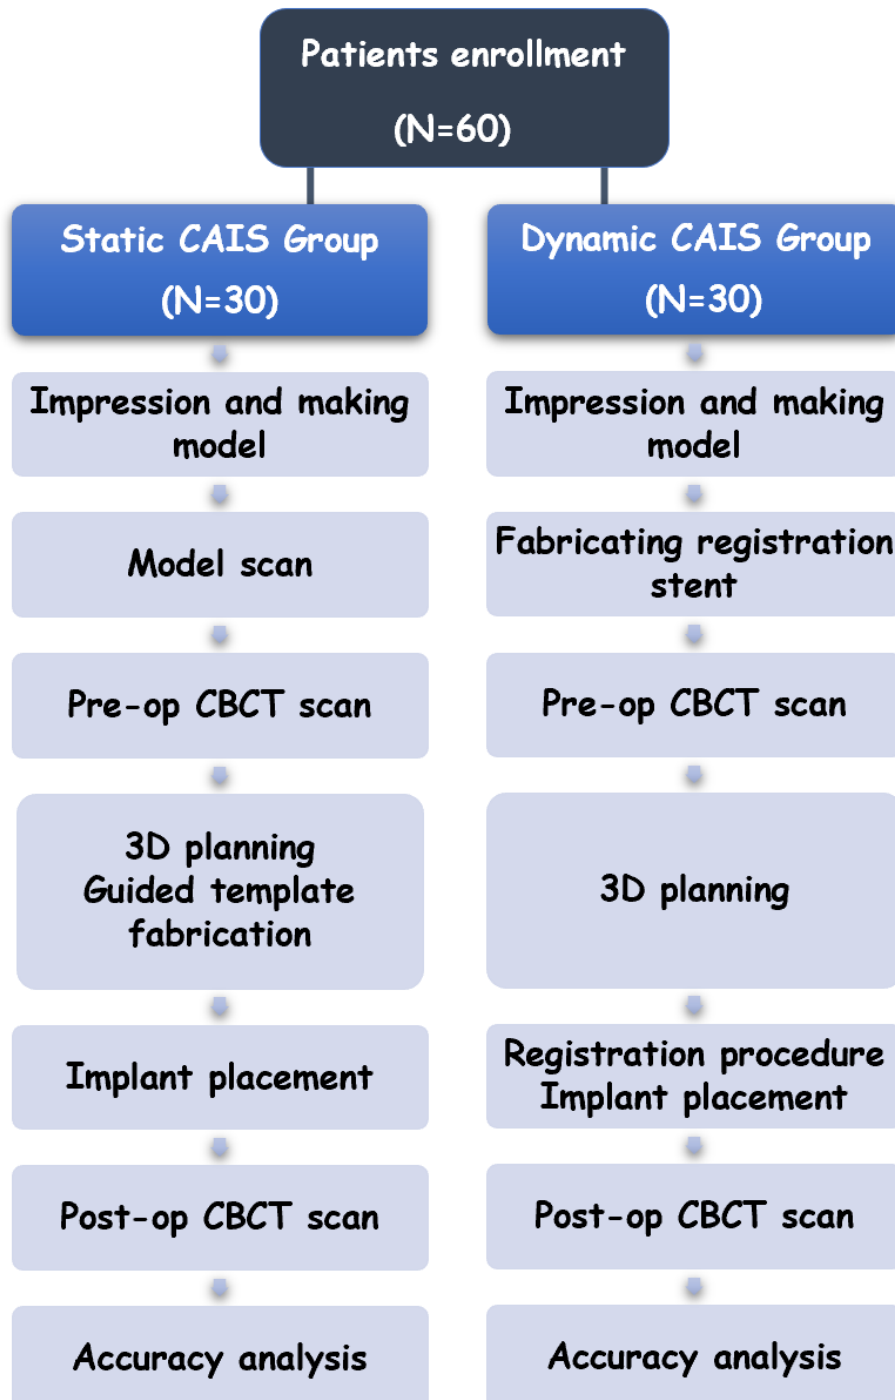 Patients enrollment
(N=60)
Static CAIS Group
(N=30)
Impression and making
model
Model scan
Pre-op CBCT scan
3D planning
Guided template
fabrication
Implant placement
Post-op CBCT scan
Accuracy analysis
Dynamic CAIS Group
(N=30)
Impression and making
model
Fabricating registration
stent
Pre-op CBCT scan
3D planning
Registration procedure
Implant placement
Post-op CBCT scan
Accuracy analysis